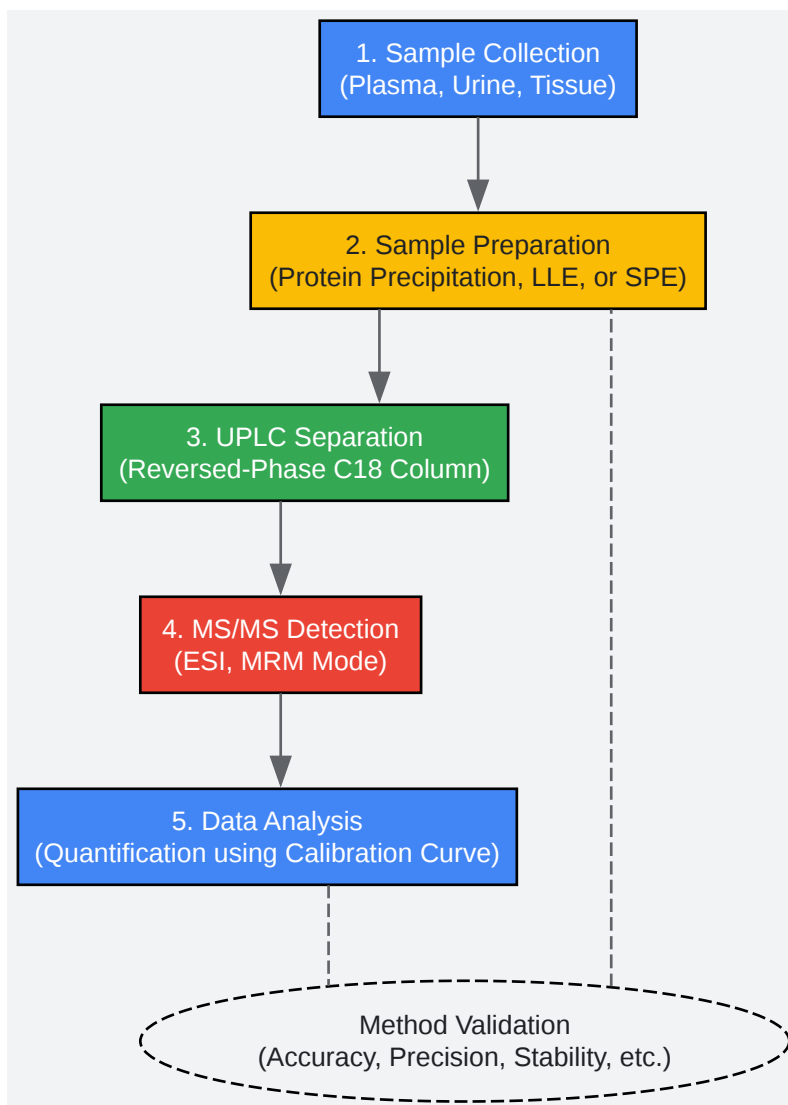 1. Sample Collection
(Plasma, Urine, Tissue)
2. Sample Preparation
(Protein Precipitation, LLE, or SPE)
3. UPLC Separation
(Reversed-Phase C18 Column)
4. MS/MS Detection
(ESI, MRM Mode)
5. Data Analysis
(Quantification using Calibration Curve)
Method Validation
(Accuracy, Precision, Stability, etc.)